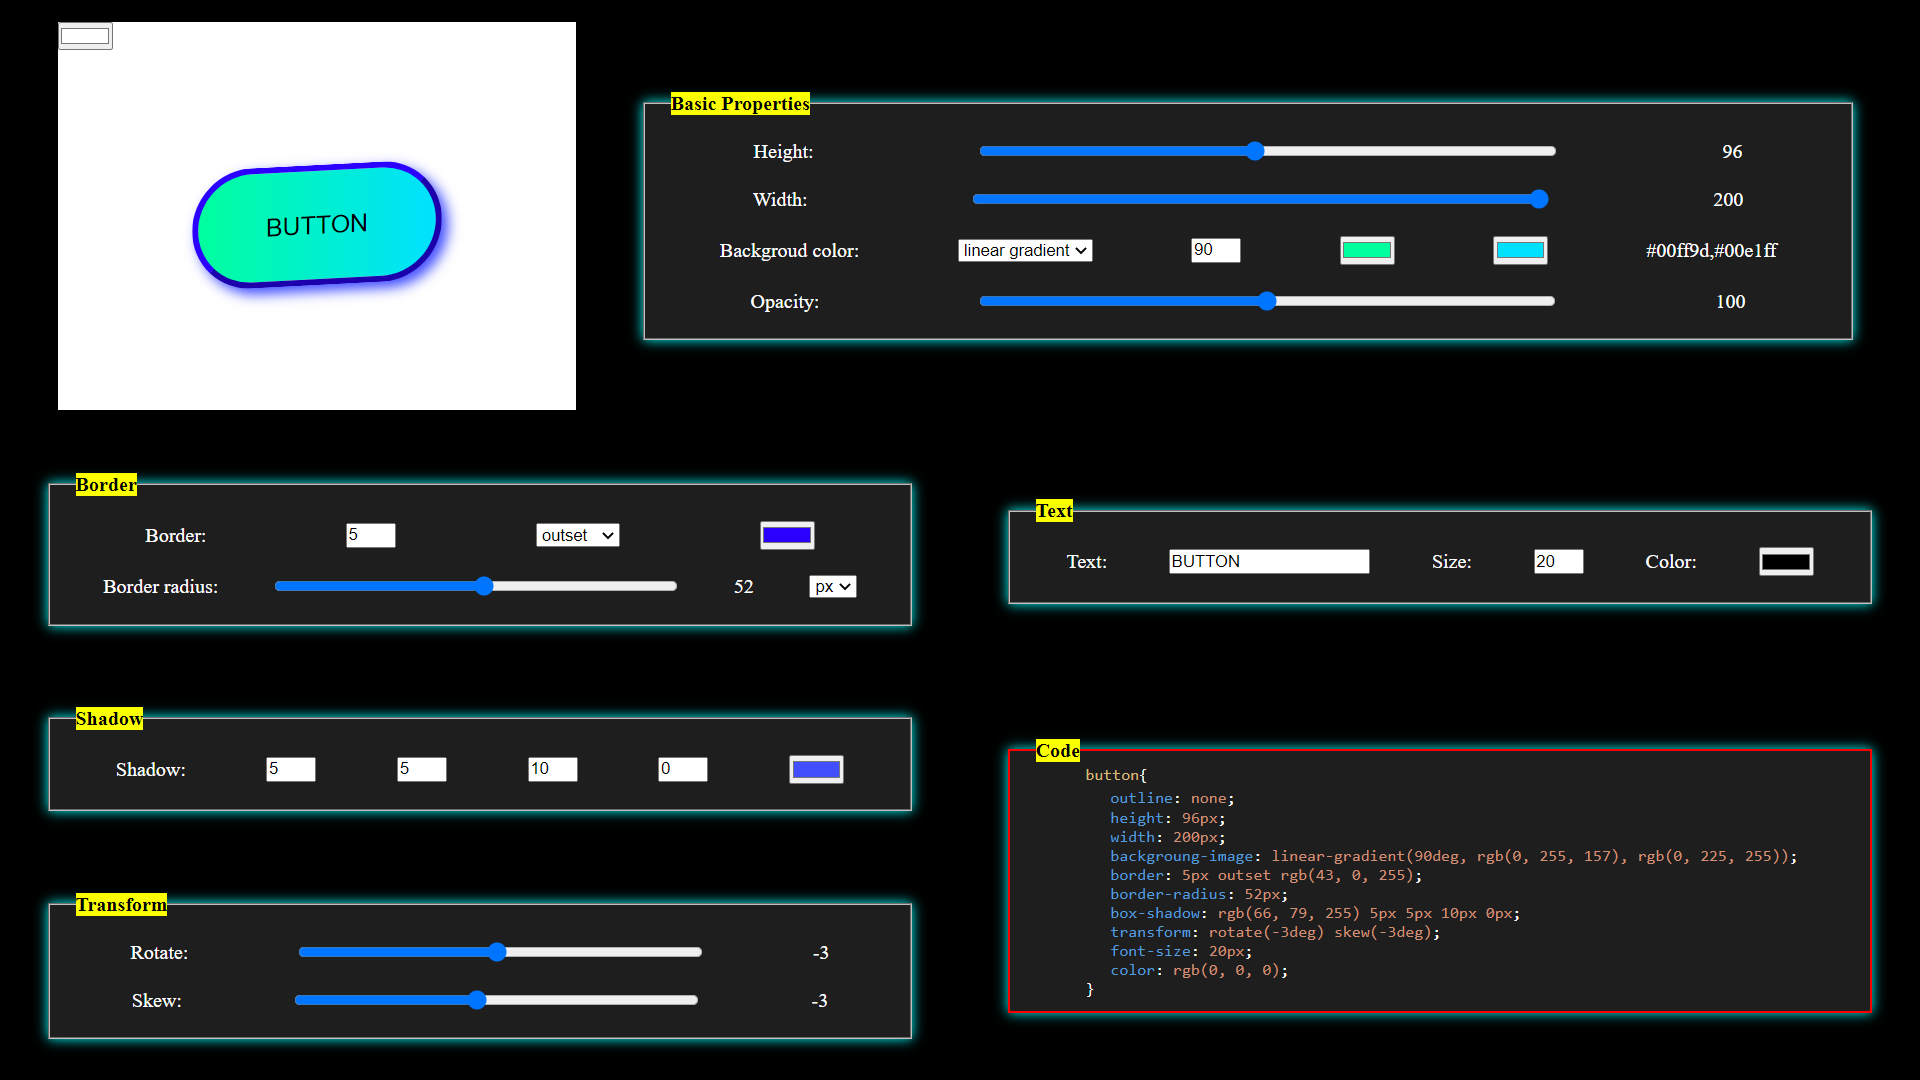 BUTTON
Basic Properties
Height: 96
Width: 200
Backgroud color: linear gradient 90 #00ff9d,#00e1ff
Opacity: 100
Border
Border: 5 outset
Border radius: 52 px
Text
Text: BUTTON Size: 20 Color:
Shadow
Shadow: 5 5 10 0
Code
button{
outline: none;
height: 96px;
width: 200px;
backgroung-image: linear-gradient(90deg, rgb(0, 255, 157), rgb(0, 225, 255));
border: 5px outset rgb(43, 0, 255);
border-radius: 52px;
box-shadow: rgb(66, 79, 255) 5px 5px 10px 0px;
transform: rotate(-3deg) skew(-3deg);
font-size: 20px;
color: rgb(0, 0, 0);
}
Transform
Rotate: -3
Skew: -3